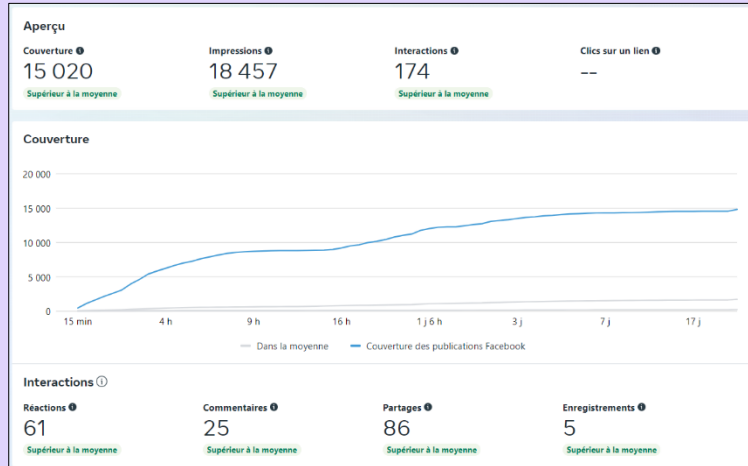 Aperçu
Couverture Impressions Interactions Clics sur un lien
15 020 18 457 174 --
Supérieur à la moyenne Supérieur à la moyenne Supérieur à la moyenne
Couverture
20 000
15 000
10 000
5 000
0
15 min 4 h 9 h 16 h 1 j 6 h 3 j 7 j 17 j
Dans la moyenne Couverture des publications Facebook
Interactions
Réactions Commentaires Partages Enregistrements
61 25 86 5
Supérieur à la moyenne Supérieur à la moyenne Supérieur à la moyenne Supérieur à la moyenne